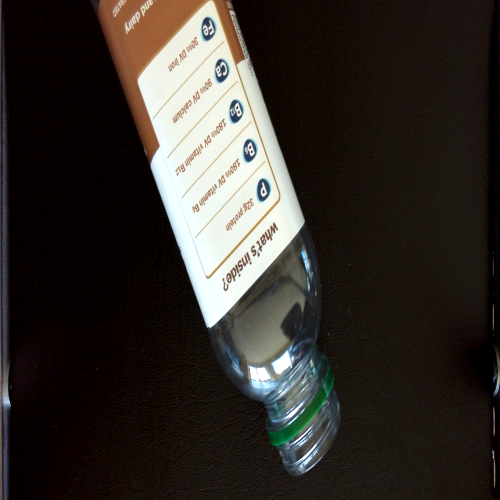 what's inside?
P 32g protein
B6 180% DV vitamin B6
B12 180% DV vitamin B12
Ca 90% DV calcium
Fe 30% DV iron
and dairy